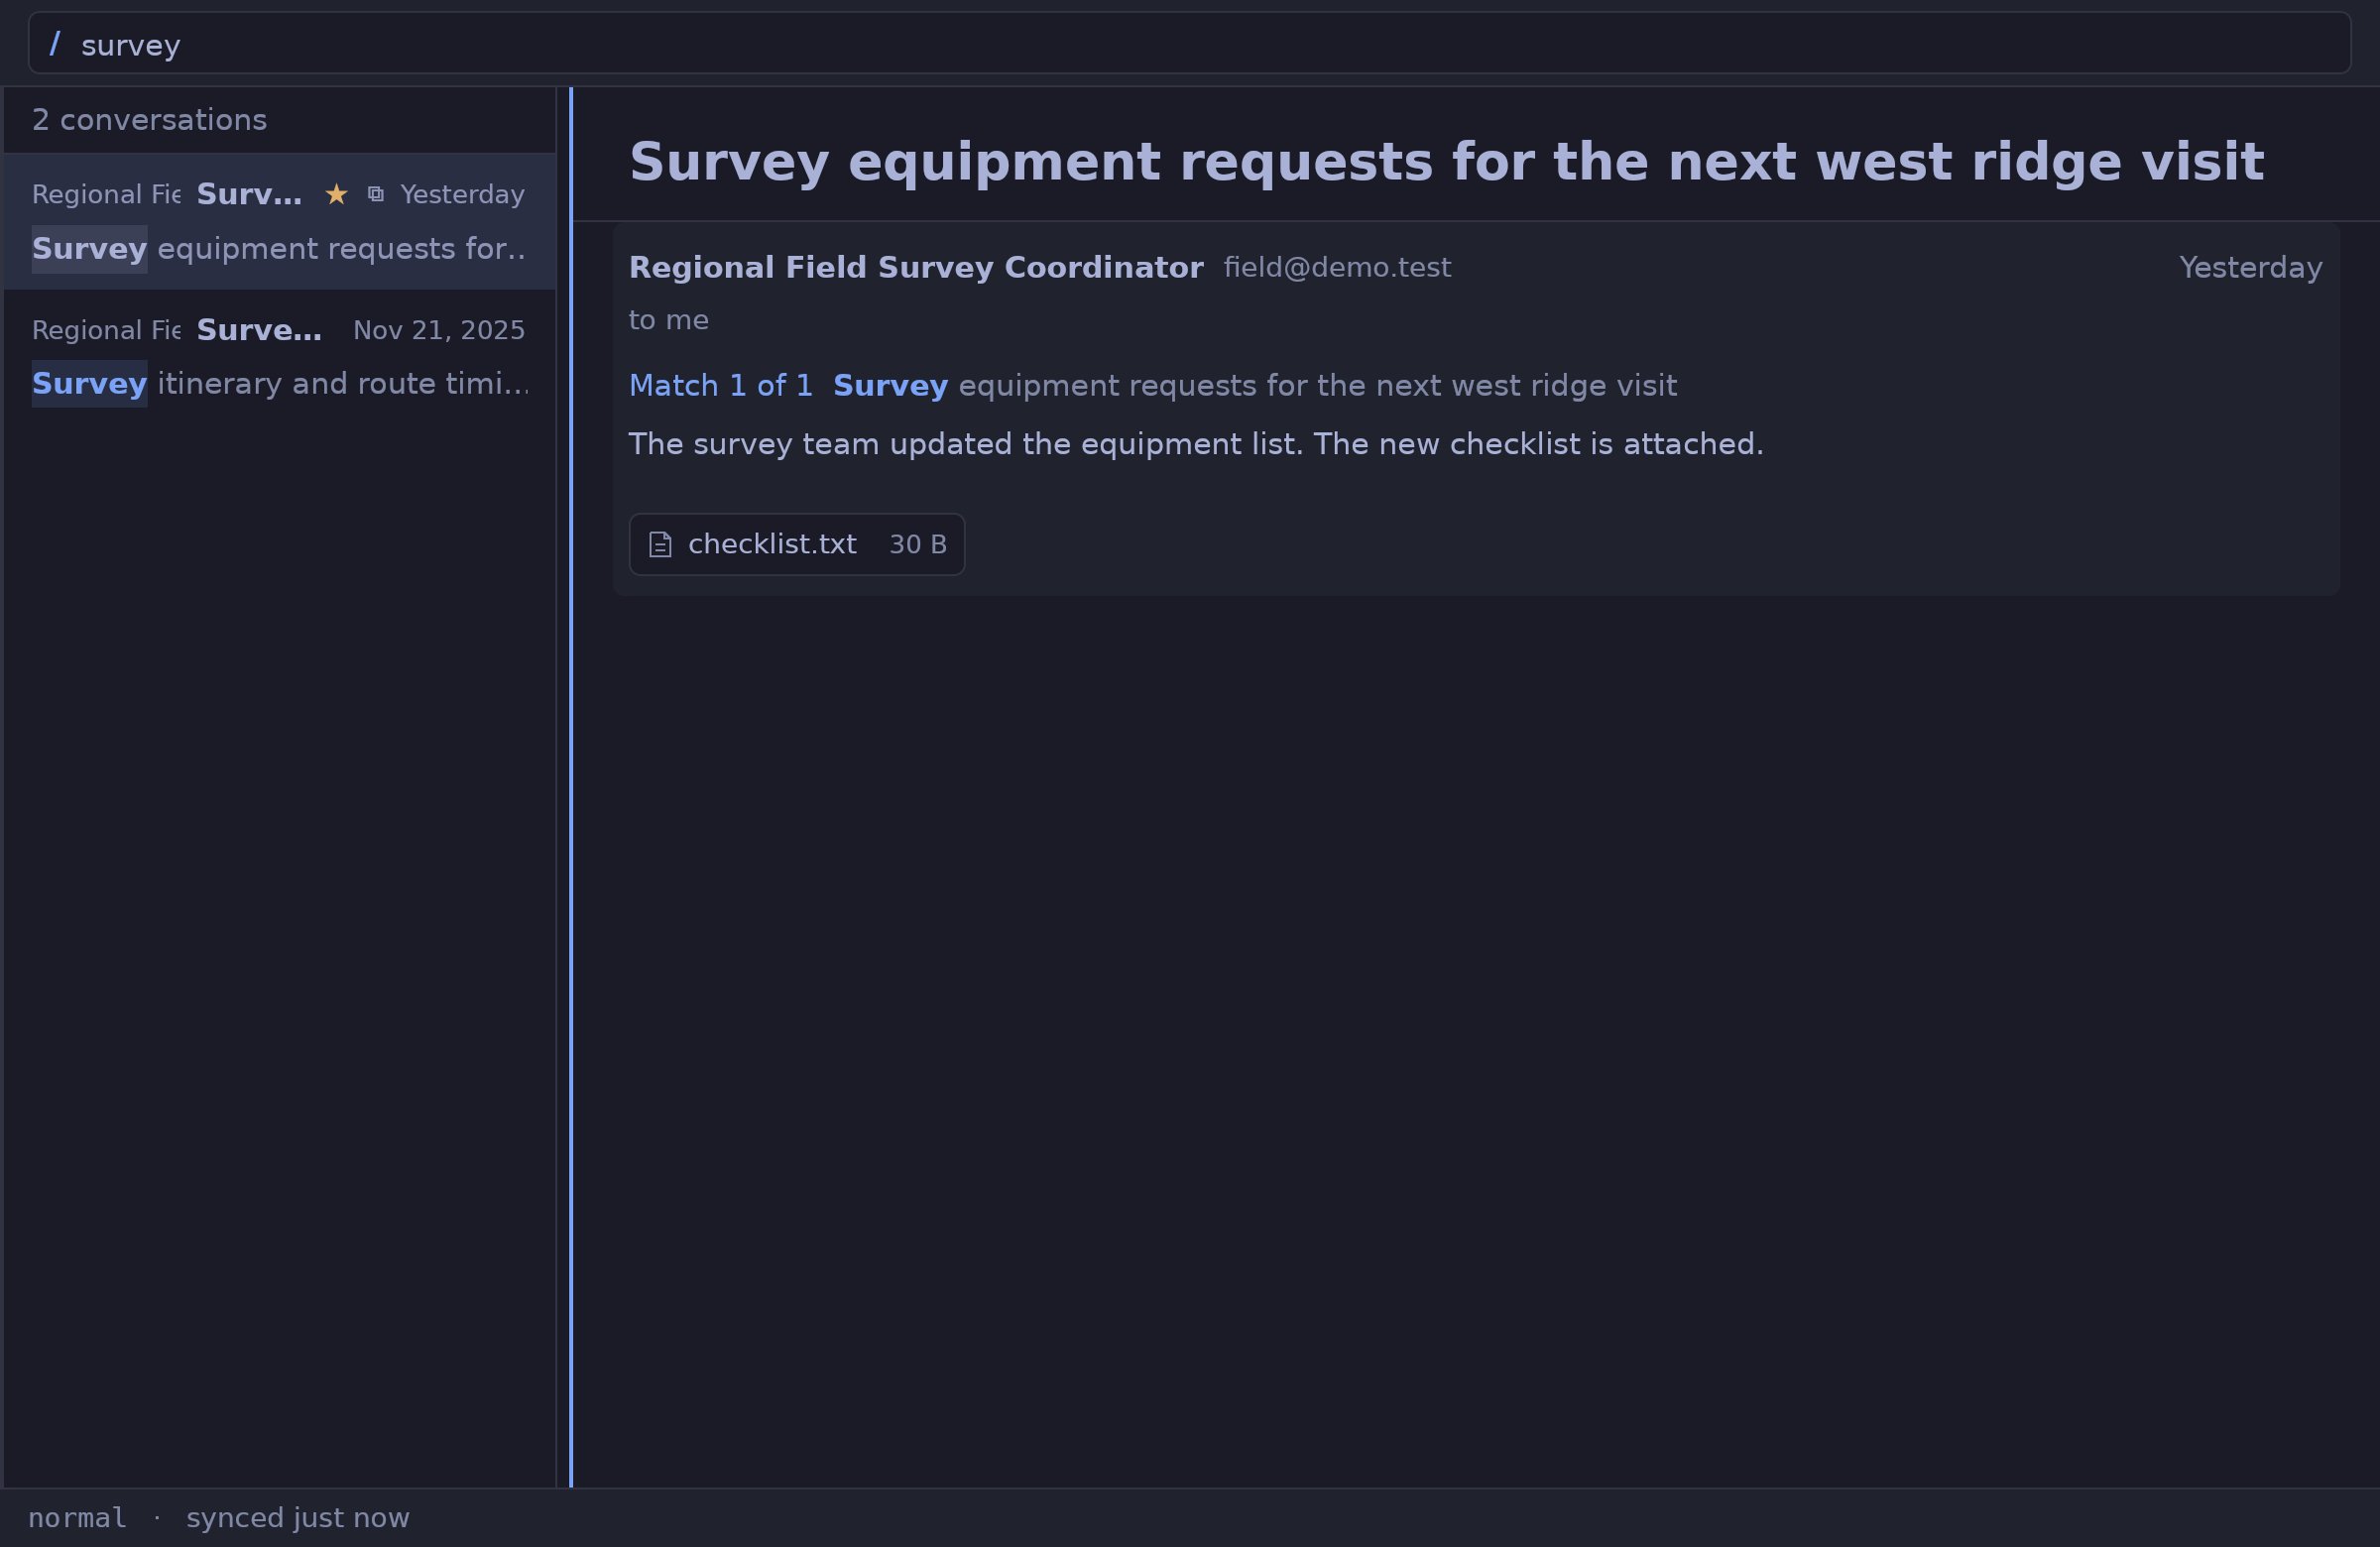 / survey
2 conversations
Regional Fie Surv… ★ Yesterday
Survey equipment requests for…
Regional Fie Surve… Nov 21, 2025
Survey itinerary and route timi…
Survey equipment requests for the next west ridge visit
Regional Field Survey Coordinator field@demo.test Yesterday
to me
Match 1 of 1 Survey equipment requests for the next west ridge visit
The survey team updated the equipment list. The new checklist is attached.
checklist.txt 30 B
normal · synced just now